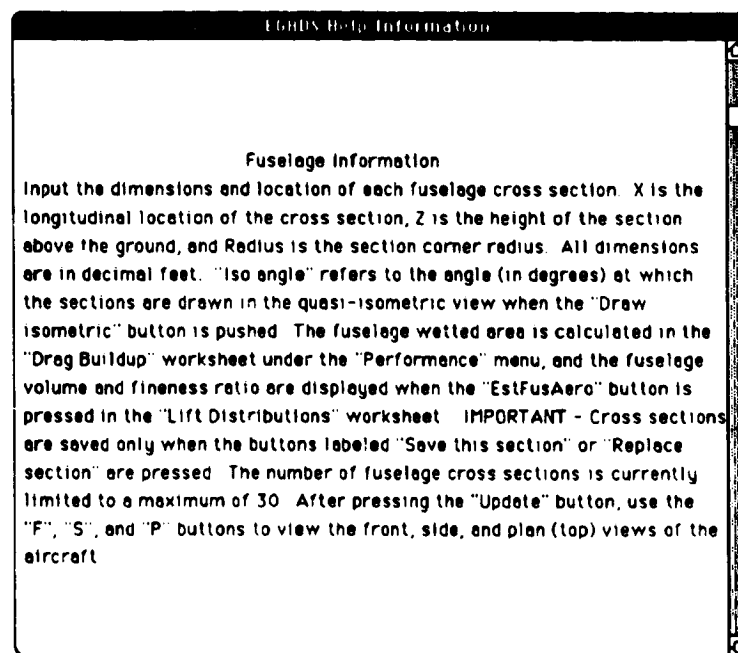 EGADS Help Information
Fuselage Information
Input the dimensions and location of each fuselage cross section. X is the
longitudinal location of the cross section, Z is the height of the section
above the ground, and Radius is the section corner radius. All dimensions
are in decimal feet. "Iso angle" refers to the angle (in degrees) at which
the sections are drawn in the quasi-isometric view when the "Draw
isometric" button is pushed The fuselage wetted area is calculated in the
"Drag Buildup" worksheet under the "Performance" menu, and the fuselage
volume and fineness ratio are displayed when the "EstFusAero" button is
pressed in the "Lift Distributions" worksheet IMPORTANT - Cross sections
are saved only when the buttons labeled "Save this section" or "Replace
section" are pressed The number of fuselage cross sections is currently
limited to a maximum of 30 After pressing the "Update" button, use the
"F", "S", and "P" buttons to view the front, side, and plan (top) views of the
aircraft